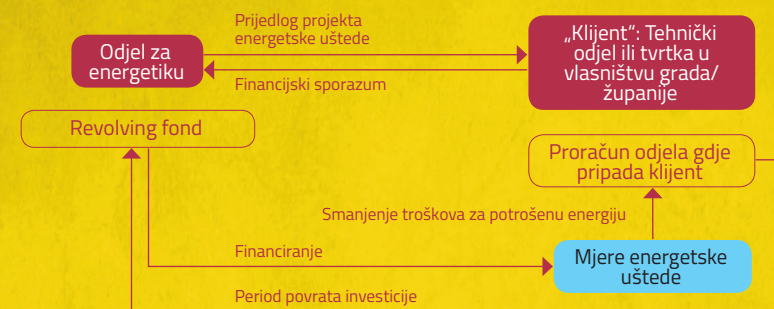 Prijedlog projekta
energetske uštede
Odjel za
energetiku
„Klijent“: Tehnički
odjel ili tvrtka u
vlasništvu grada/
županije
Financijski sporazum
Revolving fond
Proračun odjela gdje
pripada klijent
Smanjenje troškova za potrošenu energiju
Financiranje
Mjere energetske
uštede
Period povrata investicije